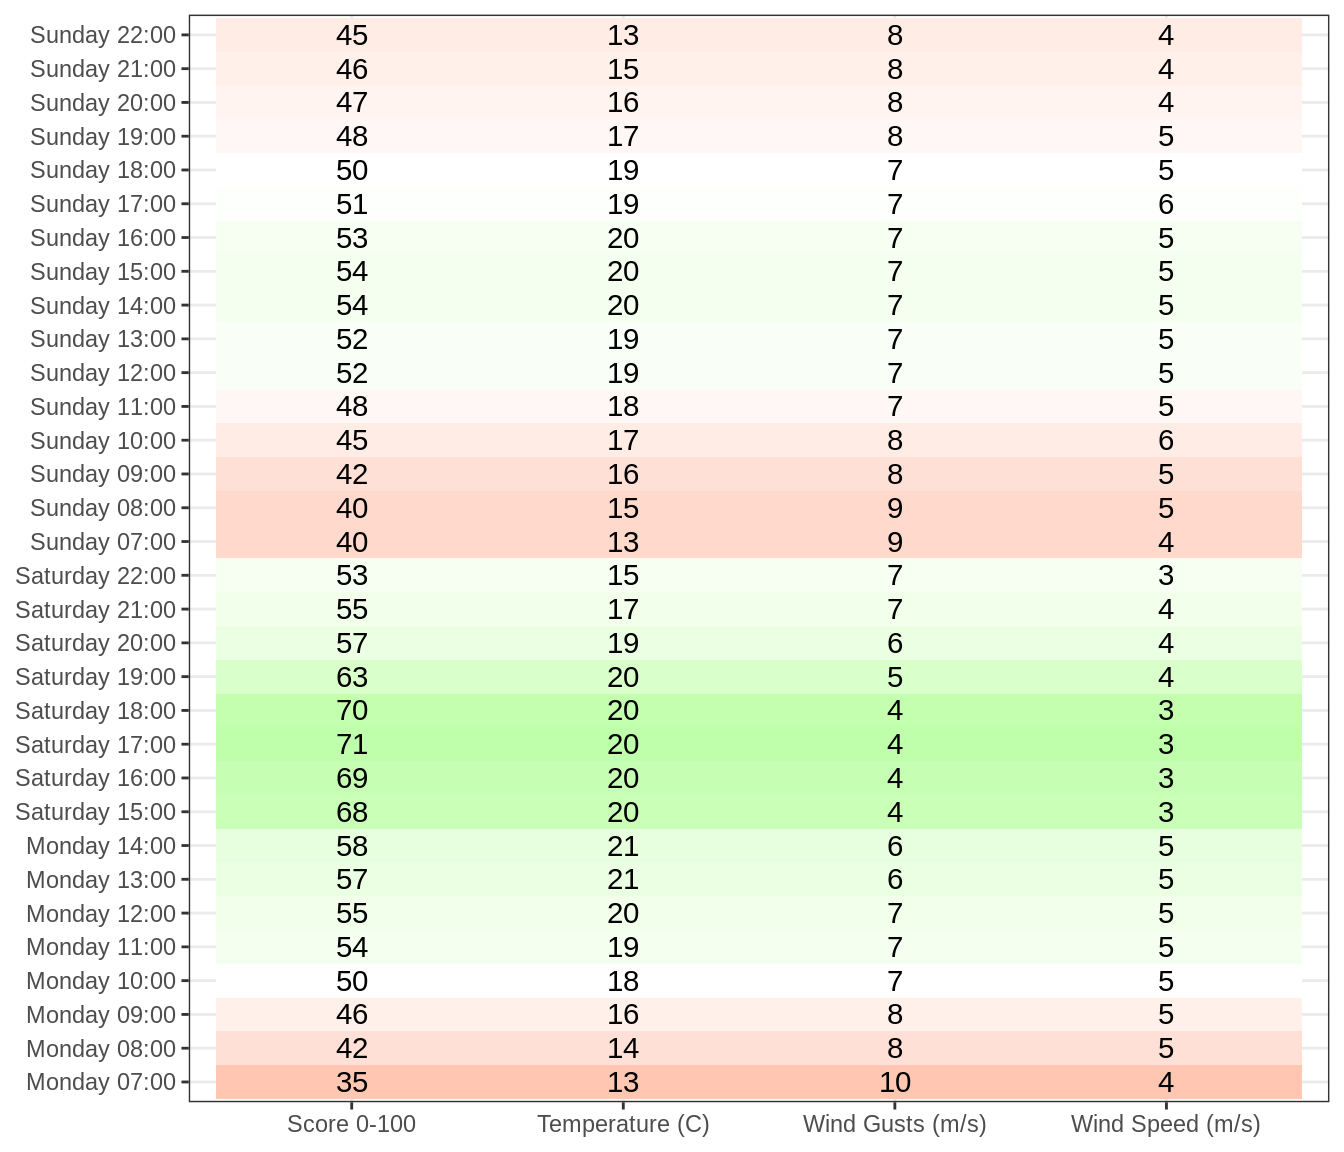 Sunday 22:00 45 13 8 4
Sunday 21:00 46 15 8 4
Sunday 20:00 47 16 8 4
Sunday 19:00 48 17 8 5
Sunday 18:00 50 19 7 5
Sunday 17:00 51 19 7 6
Sunday 16:00 53 20 7 5
Sunday 15:00 54 20 7 5
Sunday 14:00 54 20 7 5
Sunday 13:00 52 19 7 5
Sunday 12:00 52 19 7 5
Sunday 11:00 48 18 7 5
Sunday 10:00 45 17 8 6
Sunday 09:00 42 16 8 5
Sunday 08:00 40 15 9 5
Sunday 07:00 40 13 9 4
Saturday 22:00 53 15 7 3
Saturday 21:00 55 17 7 4
Saturday 20:00 57 19 6 4
Saturday 19:00 63 20 5 4
Saturday 18:00 70 20 4 3
Saturday 17:00 71 20 4 3
Saturday 16:00 69 20 4 3
Saturday 15:00 68 20 4 3
Monday 14:00 58 21 6 5
Monday 13:00 57 21 6 5
Monday 12:00 55 20 7 5
Monday 11:00 54 19 7 5
Monday 10:00 50 18 7 5
Monday 09:00 46 16 8 5
Monday 08:00 42 14 8 5
Monday 07:00 35 13 10 4
Score 0-100 Temperature (C) Wind Gusts (m/s) Wind Speed (m/s)